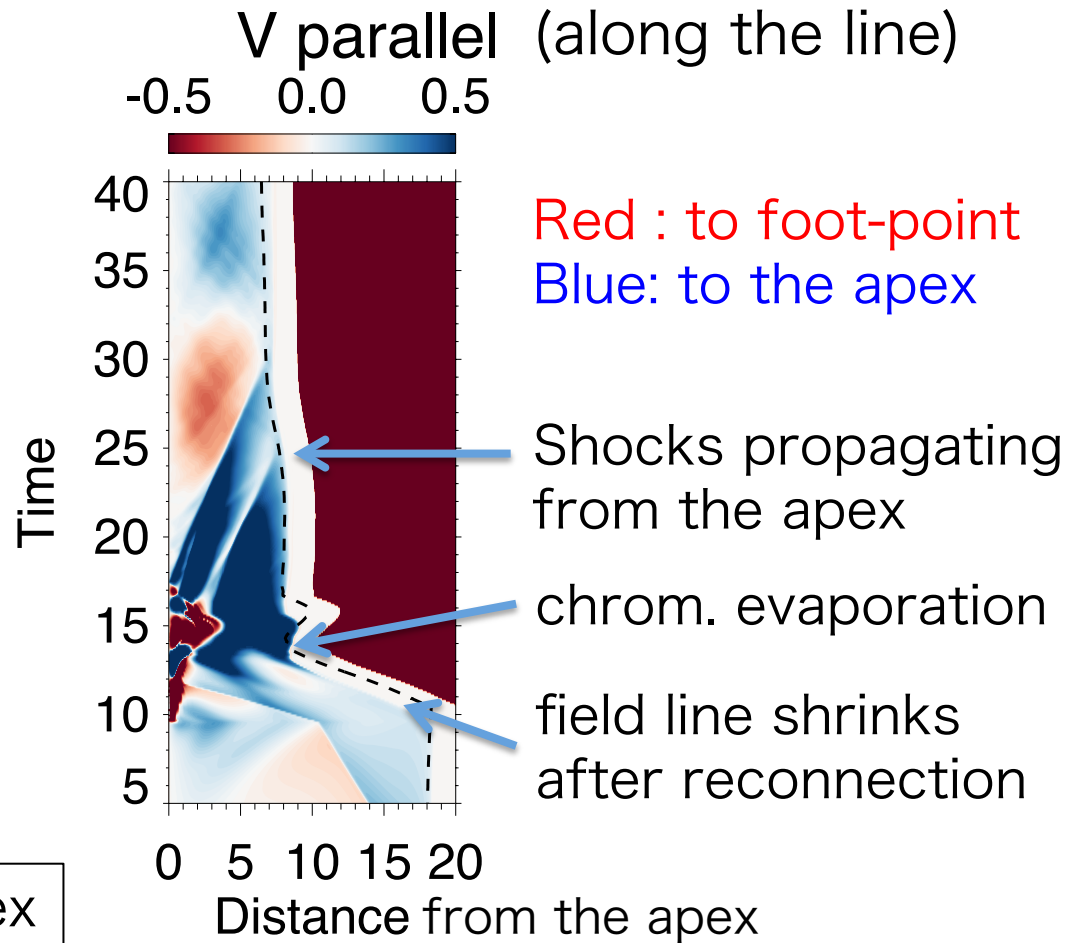 V parallel (along the line)
-0.5 0.0 0.5
40
35
30
25
20
15
10
5
Time
0 5 10 15 20
Distance from the apex
Red : to foot-point
Blue: to the apex
Shocks propagating
from the apex
chrom. evaporation
field line shrinks
after reconnection
ex